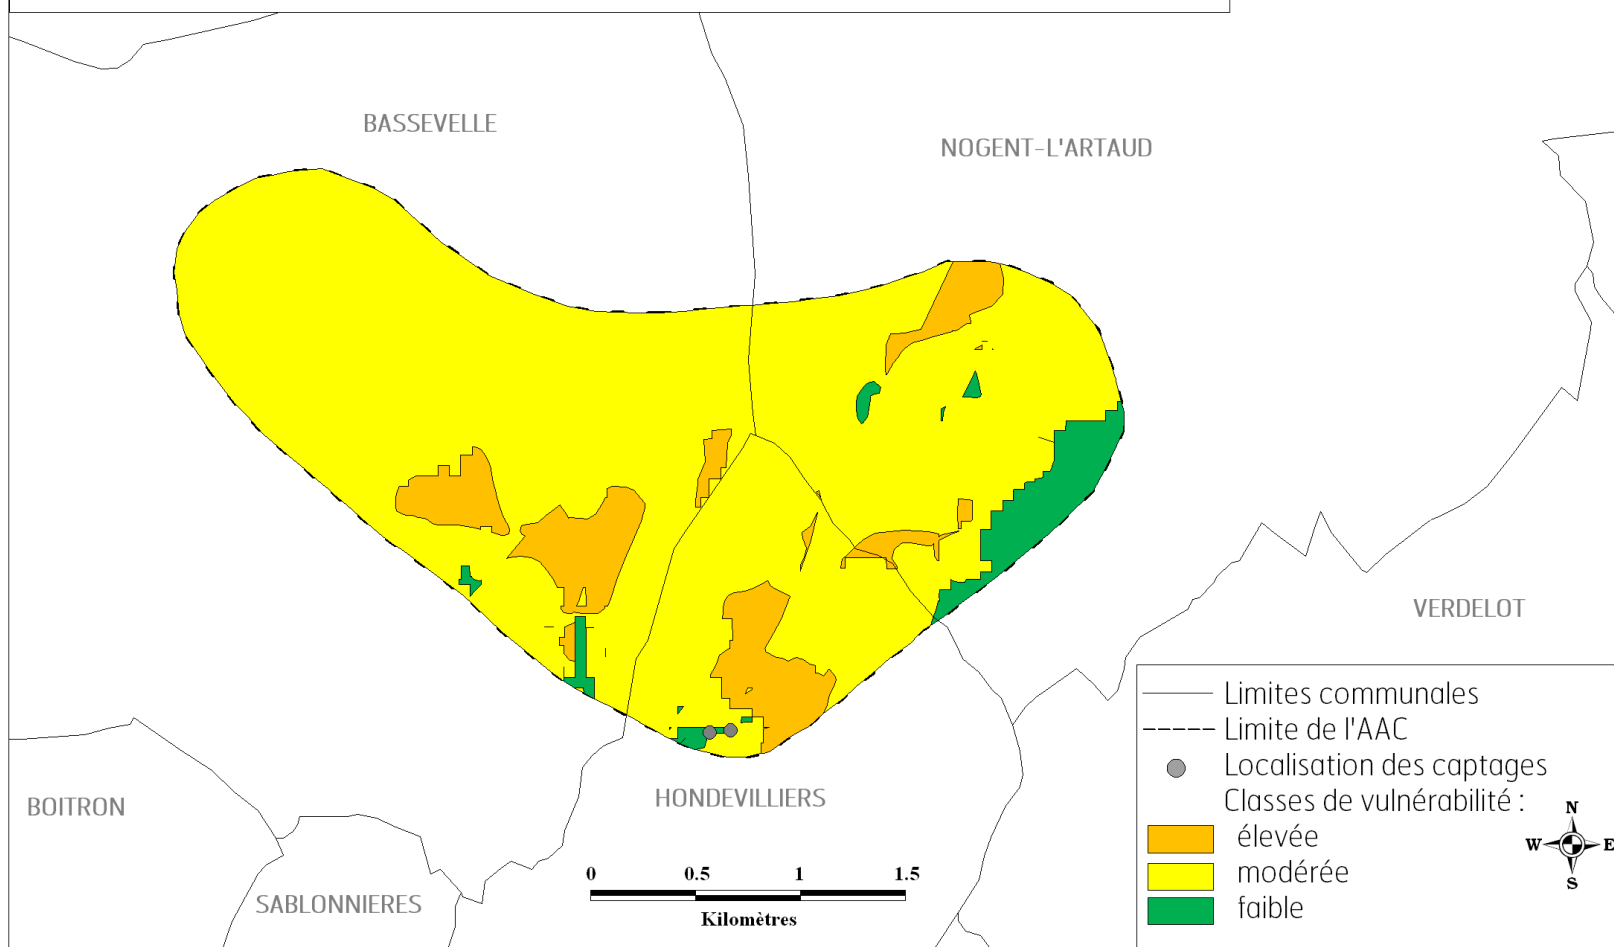 BASSEVELLE
NOGENT-L'ARTAUD
VERDELOT
BOITRON
HONDEVILLIERS
SABLONNIERES
0 0.5 1 1.5
Kilomètres
Limites communales
Limite de l'AAC
Localisation des captages
Classes de vulnérabilité :
élevée
modérée
faible
N
W E
S